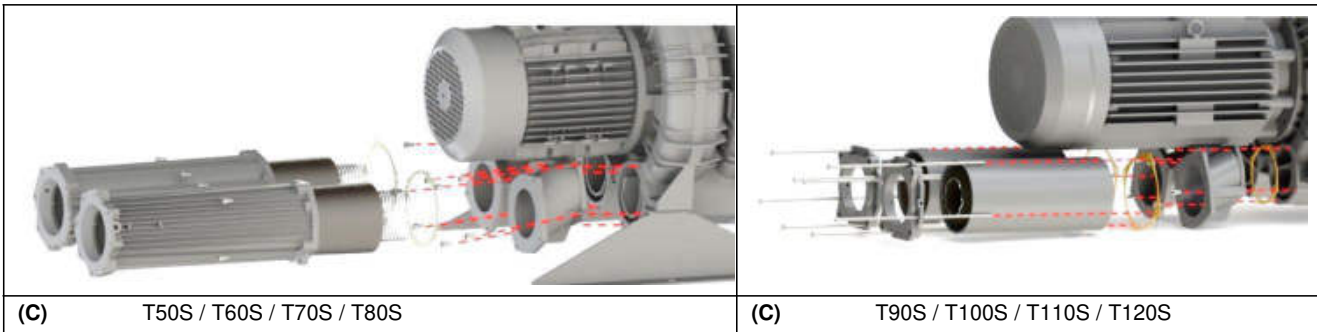 (C) T50S / T60S / T70S / T80S
(C) T90S / T100S / T110S / T120S